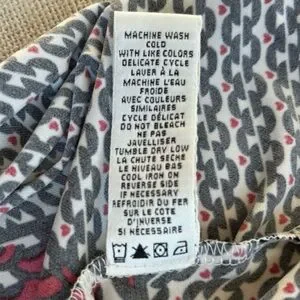 MACHINE WASH
COLD
WITH LIKE COLORS
DELICATE CYCLE
LAVER À LA
MACHINE L'EAU
FROIDE
AVEC COULEURS
SIMILAIRES
CYCLE DÉLICAT
DO NOT BLEACH
NE PAS
JAVELLISER
TUMBLE DRY LOW
LA CHUTE SECHE
LE NIVEAU BAS
COOL IRON ON
REVERSE SIDE
IF NECESSARY
REFROIDIR DU FER
SUR LE COTE
D'INVERSE
SI NÉCESSAIRE